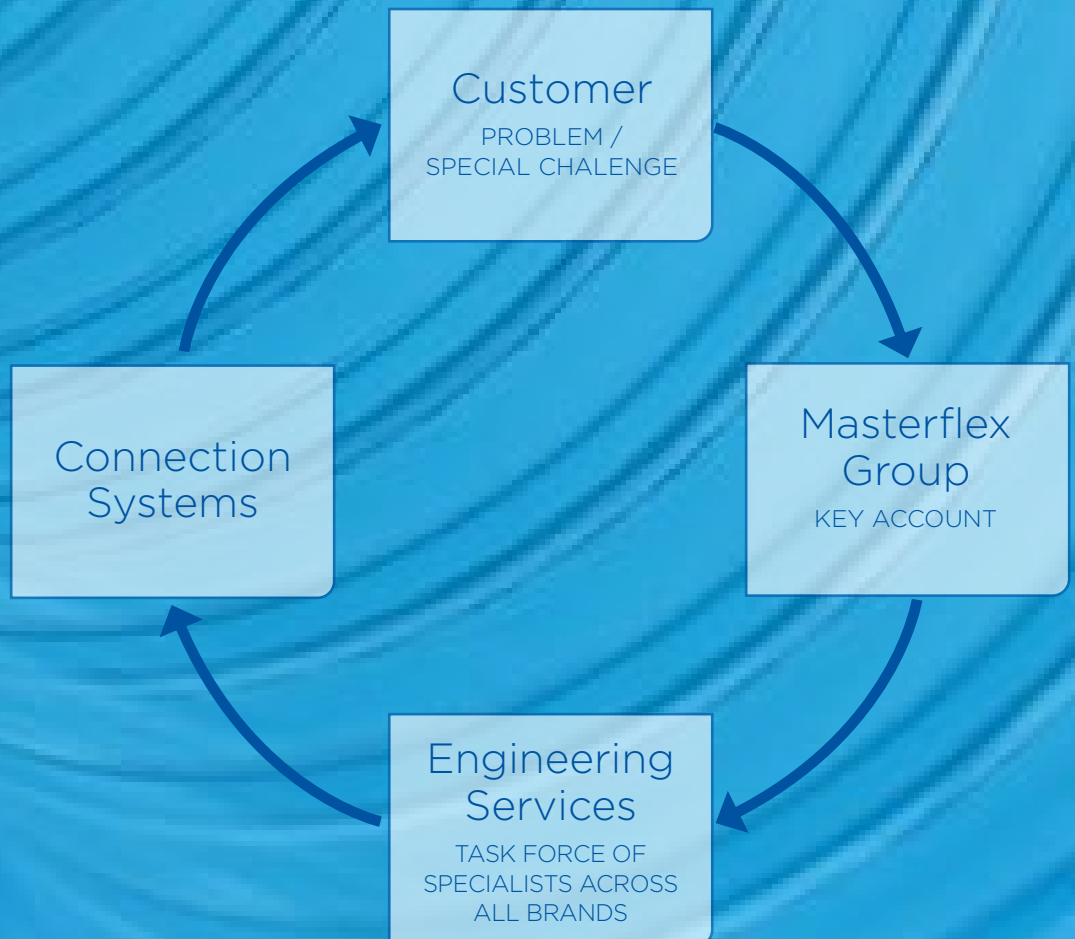 Customer
PROBLEM /
SPECIAL CHALENGE
Masterflex
Group
KEY ACCOUNT
Engineering
Services
TASK FORCE OF
SPECIALISTS ACROSS
ALL BRANDS
Connection
Systems